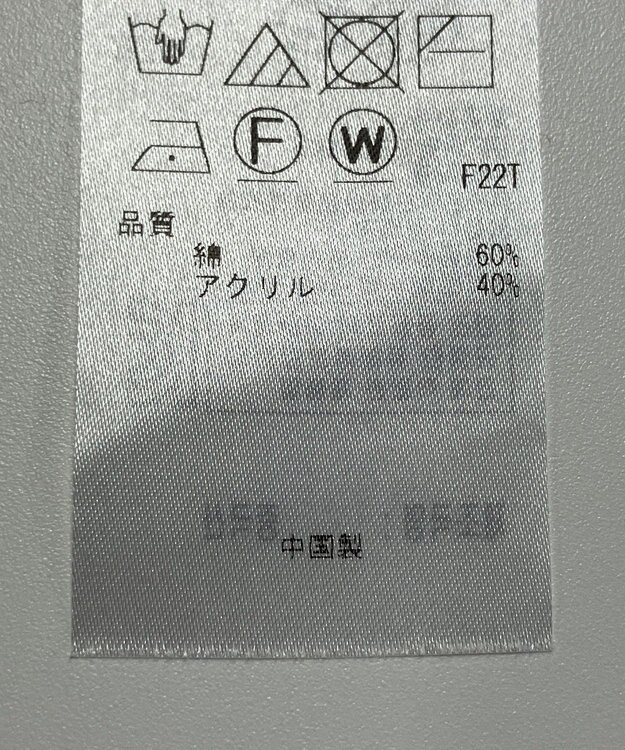 F W
F22T
品質
綿 60%
アクリル 40%
中国製